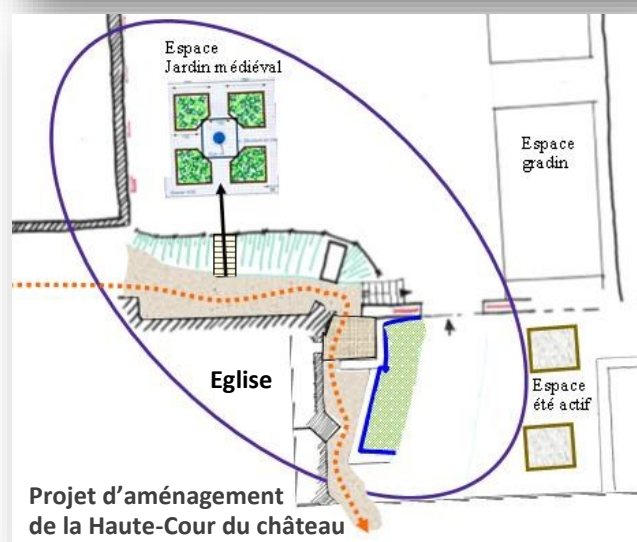 Espace
Jardin médiéval
Espace
gradin
Eglise
Espace
été actif
Projet d’aménagement
de la Haute-Cour du château